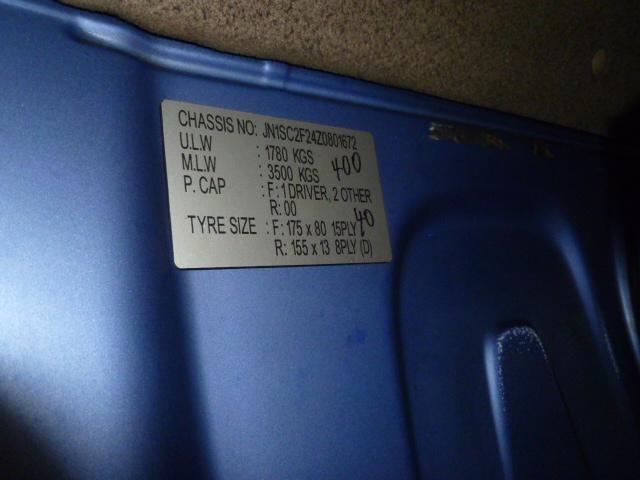 CHASSIS NO: JN1SC2F24Z0801672
U.L.W : 1780 KGS
M.L.W : 3500 KGS 400
P. CAP : F: 1 DRIVER, 2 OTHER
R: 00
TYRE SIZE : F: 175 x 80 15PLY 40
R: 155 x 13 8PLY (D)